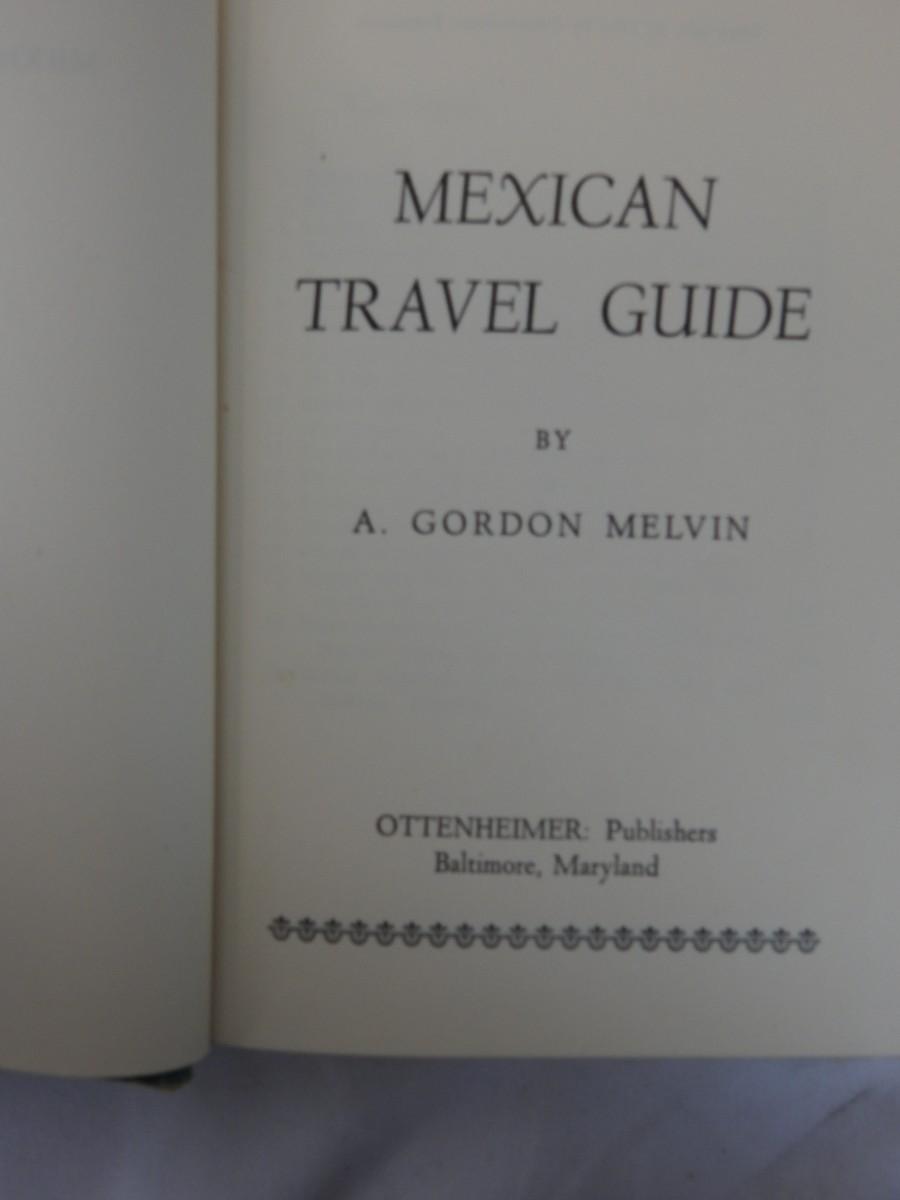 MEXICAN
TRAVEL GUIDE
BY
A. GORDON MELVIN
OTTENHEIMER: Publishers
Baltimore, Maryland